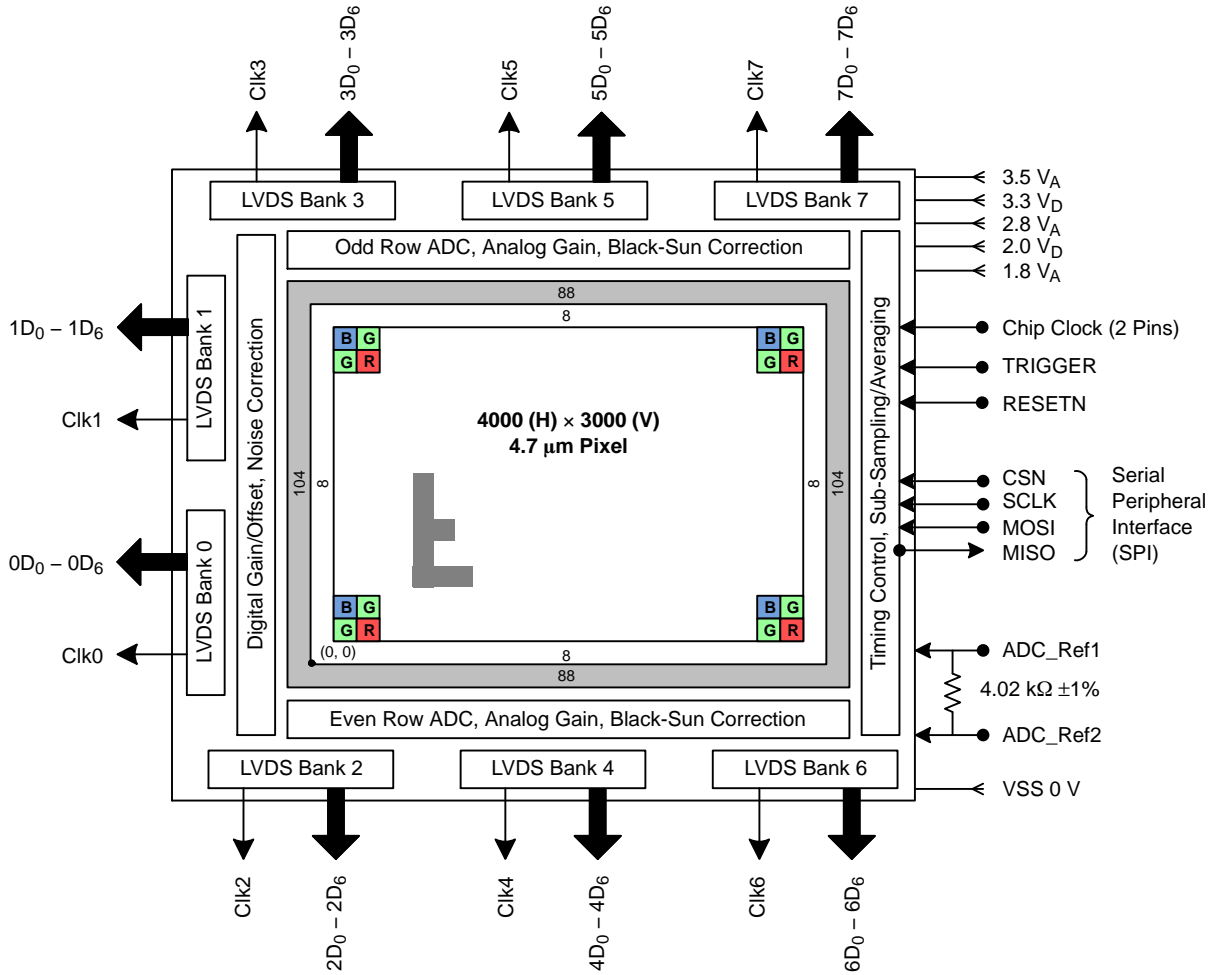 Clk3
3D0 – 3D6
Clk5
5D0 – 5D6
Clk7
7D0 – 7D6
LVDS Bank 3
LVDS Bank 5
LVDS Bank 7
3.5 VA
3.3 VD
2.8 VA
2.0 VD
1.8 VA
Odd Row ADC, Analog Gain, Black-Sun Correction
88
8
B G
G R
B G
G R
4000 (H) × 3000 (V)
4.7 µm Pixel
1D0 – 1D6
Clk1
LVDS Bank 1
0D0 – 0D6
Clk0
LVDS Bank 0
Digital Gain/Offset, Noise Correction
104
8
8
104
Timing Control, Sub-Sampling/Averaging
Chip Clock (2 Pins)
TRIGGER
RESETN
CSN
SCLK
MOSI
MISO
Serial
Peripheral
Interface
(SPI)
B G
G R
B G
G R
(0, 0)
8
88
ADC_Ref1
4.02 kΩ ±1%
ADC_Ref2
VSS 0 V
Even Row ADC, Analog Gain, Black-Sun Correction
LVDS Bank 2
LVDS Bank 4
LVDS Bank 6
Clk2
2D0 – 2D6
Clk4
4D0 – 4D6
Clk6
6D0 – 6D6